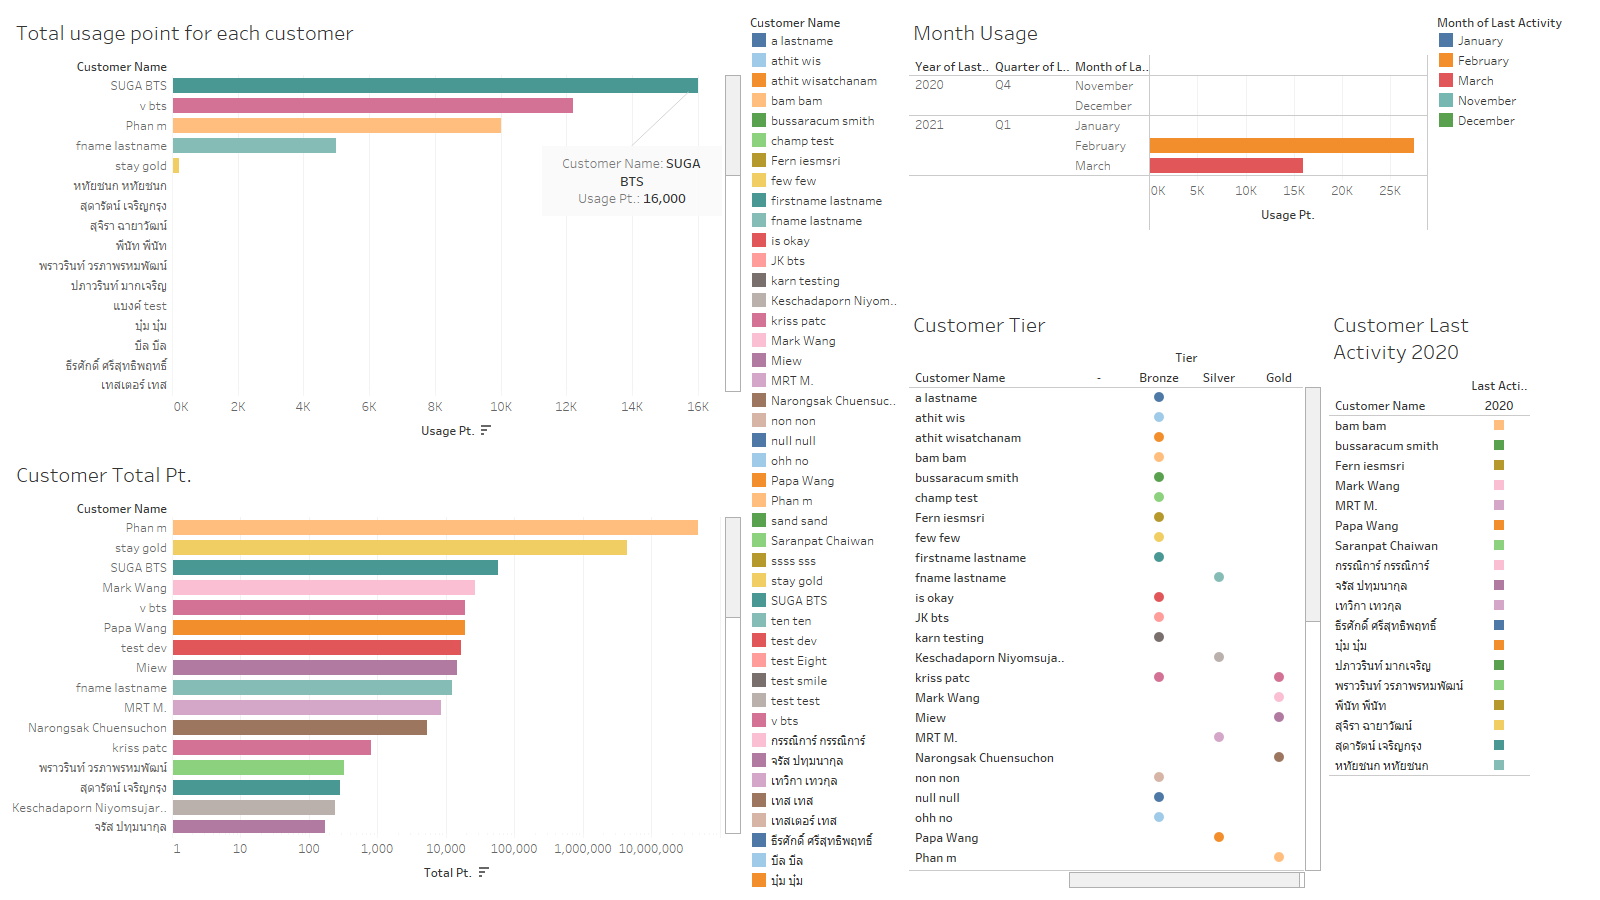 Total usage point for each customer
Customer Name
SUGA BTS
v bts
Phan m
fname lastname
stay gold
หทัยชนก หทัยชนก
สุดารัตน์ เจริญกรุง
สุจิรา ฉายาวัฒน์
พีนัท พีนัท
พราวรินท์ วรภาพรหมพัฒน์
ปภาวรินท์ มากเจริญ
แบงค์ test
บุ๋ม บุ๋ม
บีล บีล
ธีรศักดิ์ ศรีสุทธิพฤทธิ์
เทสเตอร์ เทส
Customer Name: SUGA
BTS
Usage Pt.: 16,000
0K 2K 4K 6K 8K 10K 12K 14K 16K
Usage Pt.
Customer Total Pt.
Customer Name
Phan m
stay gold
SUGA BTS
Mark Wang
v bts
Papa Wang
test dev
Miew
fname lastname
MRT M.
Narongsak Chuensuchon
kriss patc
พราวรินท์ วรภาพรหมพัฒน์
สุดารัตน์ เจริญกรุง
Keschadaporn Niyomsujar..
จรัส ปทุมนากุล
1 10 100 1,000 10,000 100,000 1,000,000 10,000,000
Total Pt.
Customer Name
a lastname
athit wis
athit wisatchanam
bam bam
bussaracum smith
champ test
Fern iesmsri
few few
firstname lastname
fname lastname
is okay
JK bts
karn testing
Keschadaporn Niyom..
kriss patc
Mark Wang
Miew
MRT M.
Narongsak Chuensuc..
non non
null null
ohh no
Papa Wang
Phan m
sand sand
Saranpat Chaiwan
ssss sss
stay gold
SUGA BTS
ten ten
test dev
test Eight
test smile
test test
v bts
กรรณิการ์ กรรณิการ์
จรัส ปทุมนากุล
เทวิกา เทวกุล
เทส เทส
เทสเตอร์ เทส
ธีรศักดิ์ ศรีสุทธิพฤทธิ์
บีล บีล
บุ๋ม บุ๋ม
Month Usage
Year of Last.. Quarter of L.. Month of La..
2020 Q4 November
December
2021 Q1 January
February
March
0K 5K 10K 15K 20K 25K
Usage Pt.
Month of Last Activity
January
February
March
November
December
Customer Tier
Tier
Customer Name - Bronze Silver Gold
a lastname
athit wis
athit wisatchanam
bam bam
bussaracum smith
champ test
Fern iesmsri
few few
firstname lastname
fname lastname
is okay
JK bts
karn testing
Keschadaporn Niyomsuja..
kriss patc
Mark Wang
Miew
MRT M.
Narongsak Chuensuchon
non non
null null
ohh no
Papa Wang
Phan m
Customer Last
Activity 2020
Last Acti..
Customer Name 2020
bam bam
bussaracum smith
Fern iesmsri
Mark Wang
MRT M.
Papa Wang
Saranpat Chaiwan
กรรณิการ์ กรรณิการ์
จรัส ปทุมนากุล
เทวิกา เทวกุล
ธีรศักดิ์ ศรีสุทธิพฤทธิ์
บุ๋ม บุ๋ม
ปภาวรินท์ มากเจริญ
พราวรินท์ วรภาพรหมพัฒน์
พีนัท พีนัท
สุจิรา ฉายาวัฒน์
สุดารัตน์ เจริญกรุง
หทัยชนก หทัยชนก